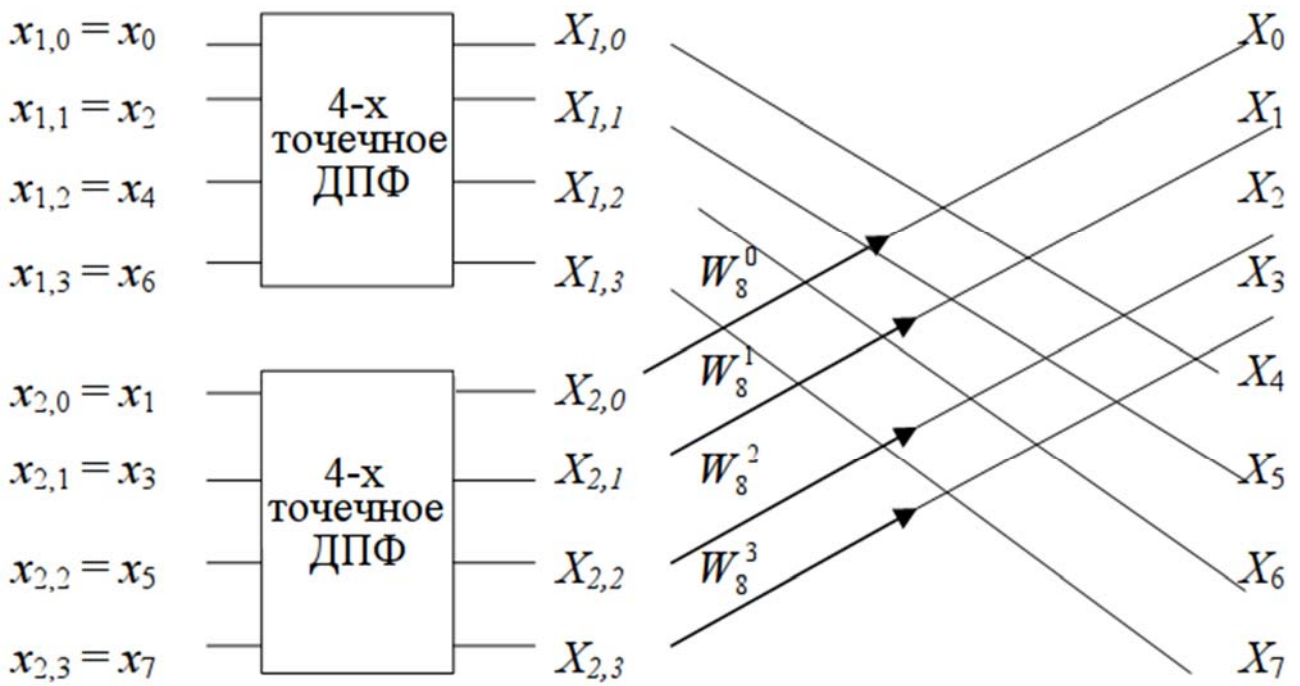 x1,0 = x0
x1,1 = x2
x1,2 = x4
x1,3 = x6
4-х
точечное
ДПФ
X1,0
X1,1
X1,2
X1,3
x2,0 = x1
x2,1 = x3
x2,2 = x5
x2,3 = x7
4-х
точечное
ДПФ
X2,0
X2,1
X2,2
X2,3
W8^0
W8^1
W8^2
W8^3
X0
X1
X2
X3
X4
X5
X6
X7